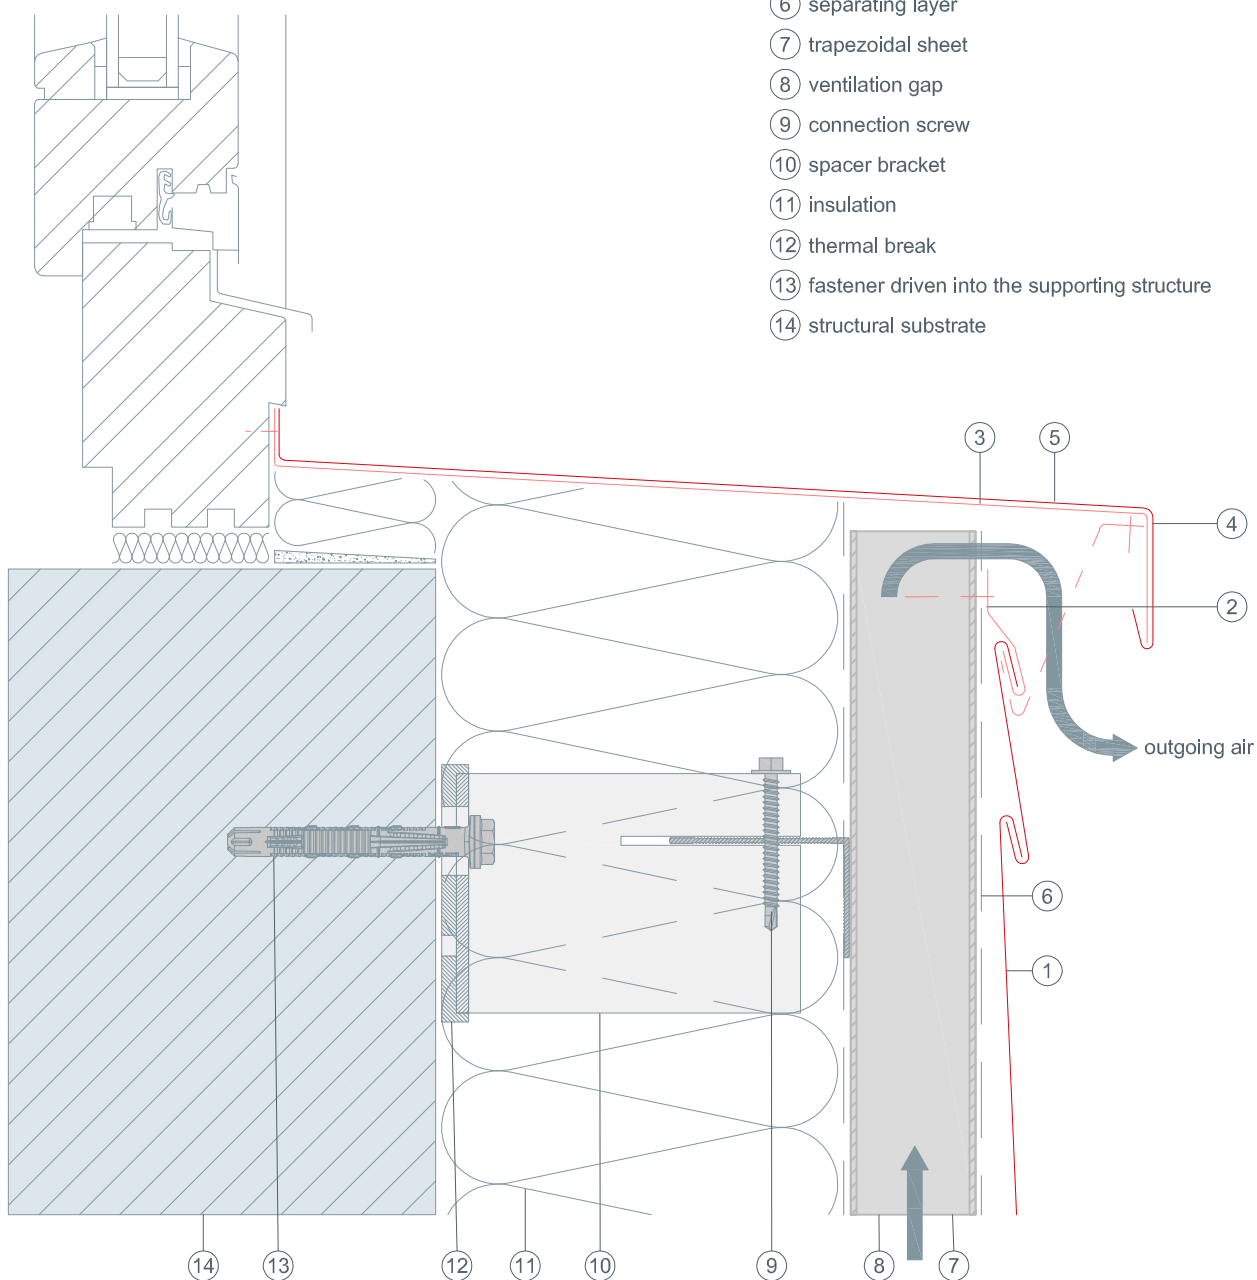 6 separating layer
7 trapezoidal sheet
8 ventilation gap
9 connection screw
10 spacer bracket
11 insulation
12 thermal break
13 fastener driven into the supporting structure
14 structural substrate
3 5
4
2
outgoing air
6
1
14 13 12 11 10 9 8 7